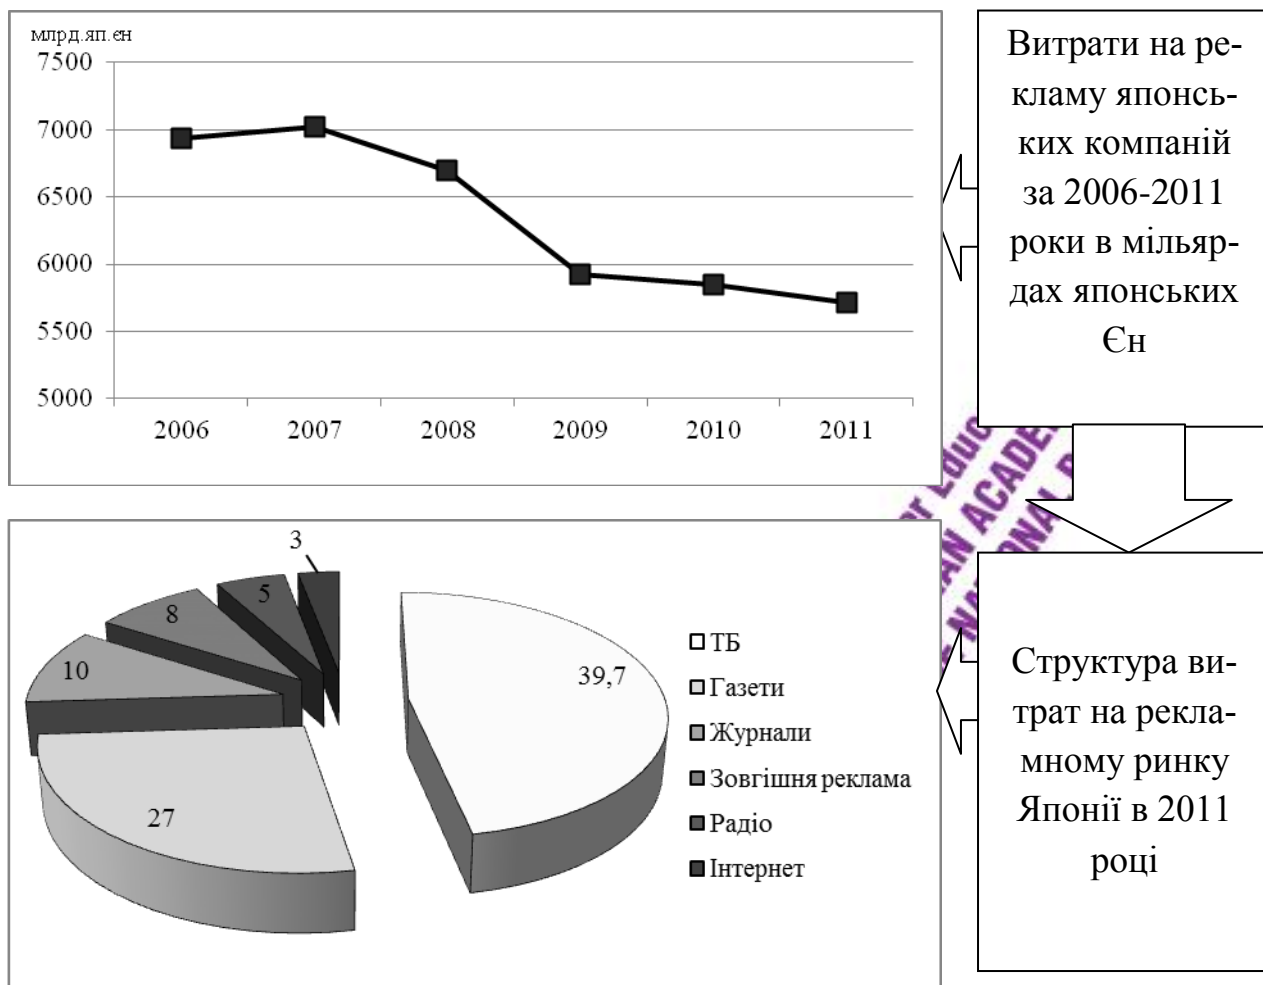 млрд.яп.єн
7500
7000
6500
6000
5500
5000
2006 2007 2008 2009 2010 2011
Витрати на ре-
кламу японсь-
ких компаній
за 2006-2011
роки в мільяр-
дах японських
Єн
3
5
8
10
27
39,7
ТБ
Газети
Журнали
Зовгішня реклама
Радіо
Інтернет
Структура ви-
трат на рекла-
мному ринку
Японії в 2011
році